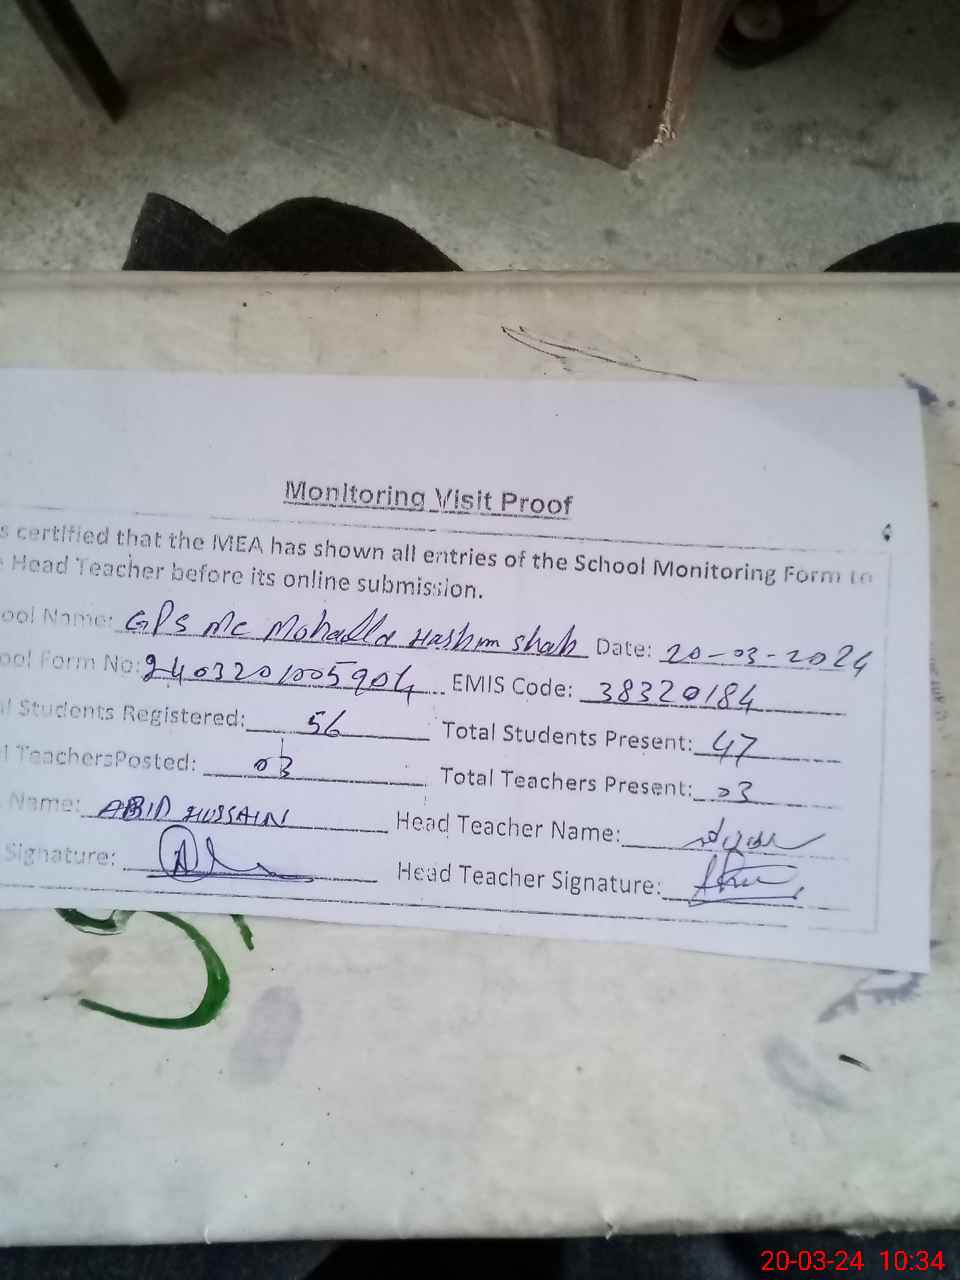 Monitoring Visit Proof
s certified that the MEA has shown all entries of the School Monitoring Form to
e Head Teacher before its online submission.
ool Name: GPS MC Mohalla Hashm Shah Date: 20-03-2024
ool Form No: 2403201005904 EMIS Code: 38320184
l Students Registered: 56 Total Students Present: 47
l TeachersPosted: 03 Total Teachers Present: 03
Name: ABID HUSSAIN Head Teacher Name:
Signature: Head Teacher Signature:
20-03-24 10:34